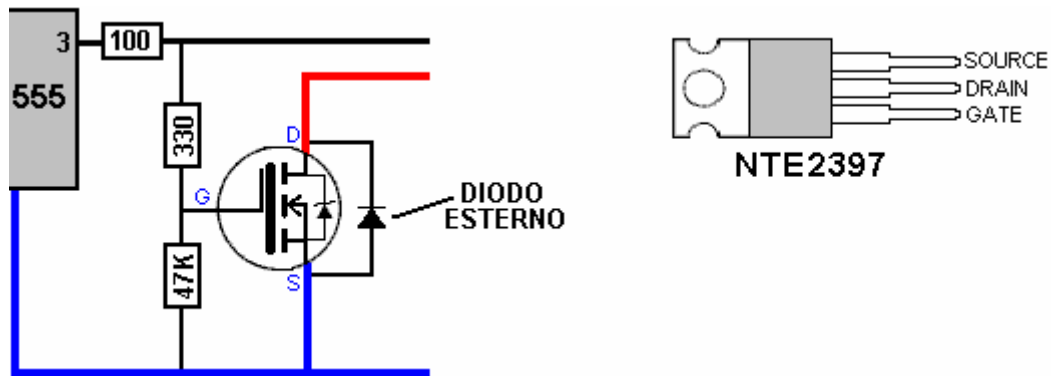 3
100
555
330
D
G
DIODO
ESTERNO
47K
S
SOURCE
DRAIN
GATE
NTE2397